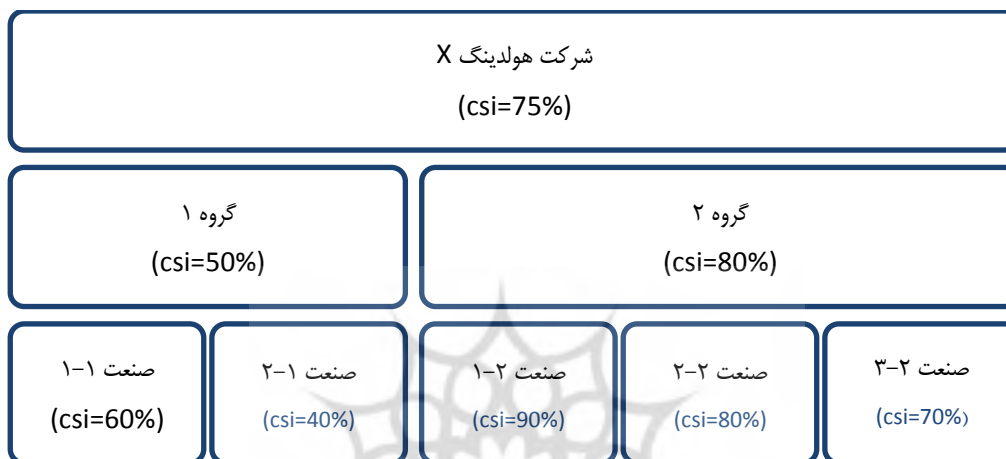 شرکت هولدینگ X
(csi=75%)
گروه ۱
(csi=50%)
گروه ۲
(csi=80%)
صنعت ۱–۱
(csi=60%)
صنعت ۱–۲
(csi=40%)
صنعت ۲–۱
(csi=90%)
صنعت ۲–۲
(csi=80%)
صنعت ۲–۳
(csi=70%)